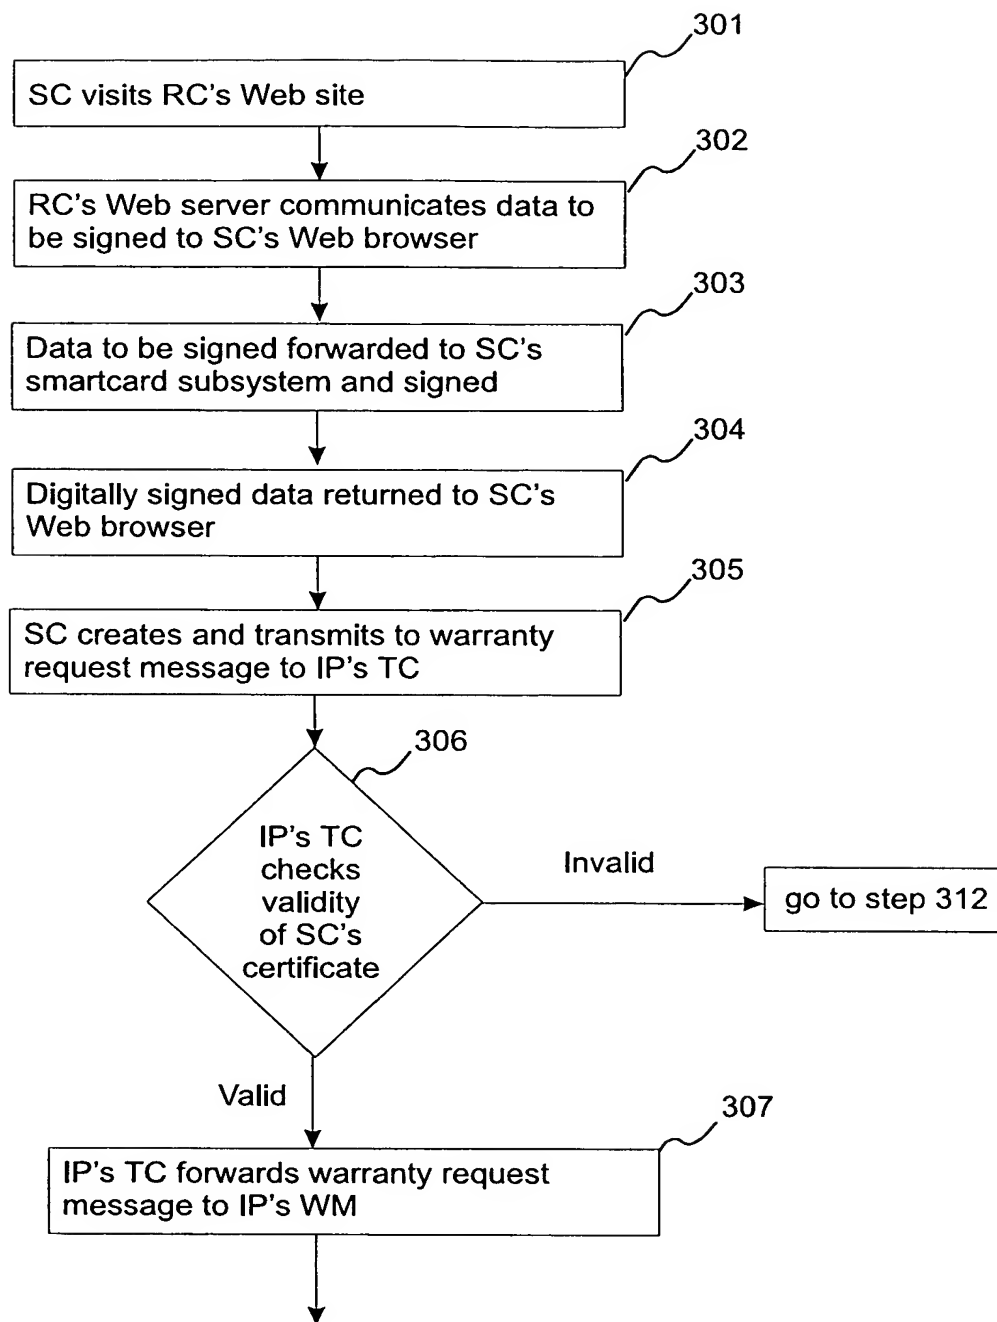 301
SC visits RC's Web site
302
RC's Web server communicates data to
be signed to SC's Web browser
303
Data to be signed forwarded to SC's
smartcard subsystem and signed
304
Digitally signed data returned to SC's
Web browser
305
SC creates and transmits to warranty
request message to IP's TC
306
IP's TC
checks
validity
of SC's
certificate
Invalid
go to step 312
Valid
307
IP's TC forwards warranty request
message to IP's WM